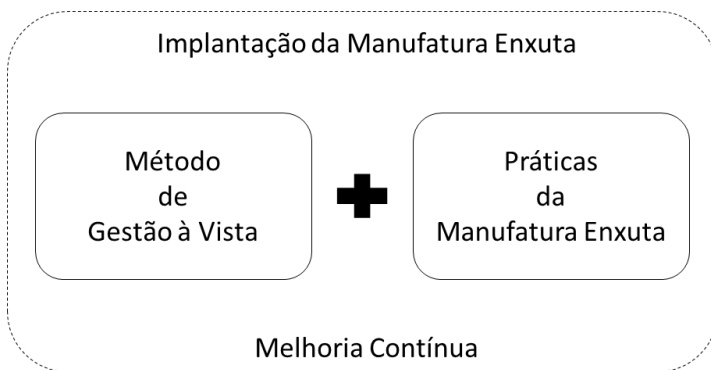 Implantação da Manufatura Enxuta
Método
de
Gestão à Vista
Práticas
da
Manufatura Enxuta
Melhoria Contínua